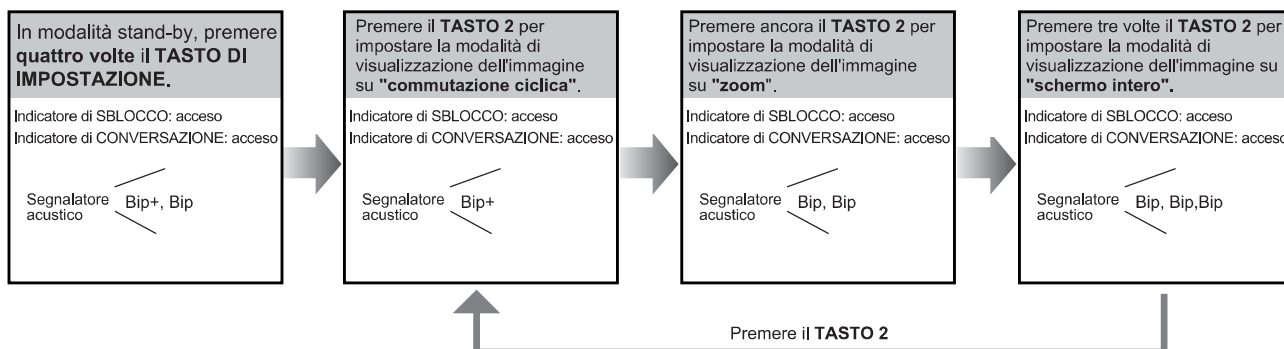 In modalità stand-by, premere
quattro volte il TASTO DI
IMPOSTAZIONE.
Indicatore di SBLOCCO: acceso
Indicatore di CONVERSAZIONE: acceso
Segnalatore
acustico
Bip+, Bip
Premere il TASTO 2 per
impostare la modalità di
visualizzazione dell'immagine
su "commutazione ciclica".
Indicatore di SBLOCCO: acceso
Indicatore di CONVERSAZIONE: acceso
Segnalatore
acustico
Bip+
Premere ancora il TASTO 2 per
impostare la modalità di
visualizzazione dell'immagine
su "zoom".
Indicatore di SBLOCCO: acceso
Indicatore di CONVERSAZIONE: acceso
Segnalatore
acustico
Bip, Bip
Premere tre volte il TASTO 2 per
impostare la modalità di
visualizzazione dell'immagine su
"schermo intero".
Indicatore di SBLOCCO: acceso
Indicatore di CONVERSAZIONE: acceso
Segnalatore
acustico
Bip, Bip,Bip
Premere il TASTO 2